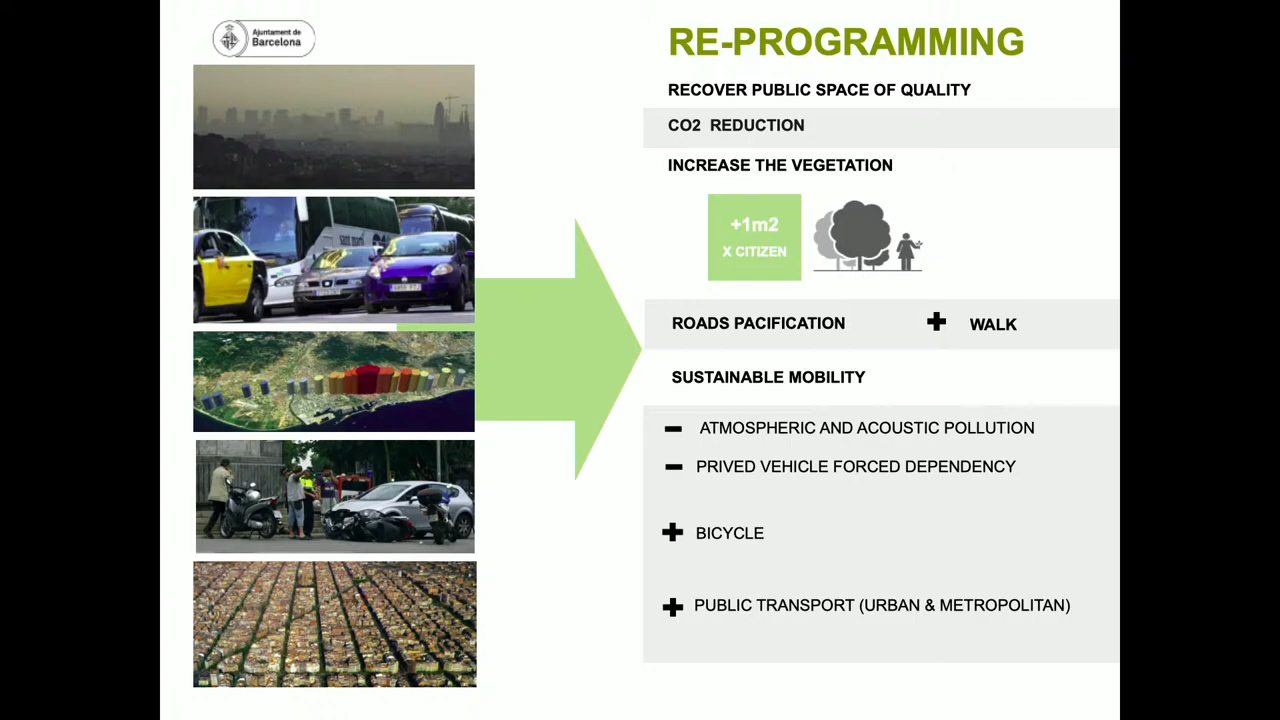 Ajuntament de
Barcelona
RE-PROGRAMMING
RECOVER PUBLIC SPACE OF QUALITY
CO2 REDUCTION
INCREASE THE VEGETATION
+1m2
X CITIZEN
ROADS PACIFICATION + WALK
SUSTAINABLE MOBILITY
- ATMOSPHERIC AND ACOUSTIC POLLUTION
- PRIVED VEHICLE FORCED DEPENDENCY
+ BICYCLE
+ PUBLIC TRANSPORT (URBAN & METROPOLITAN)